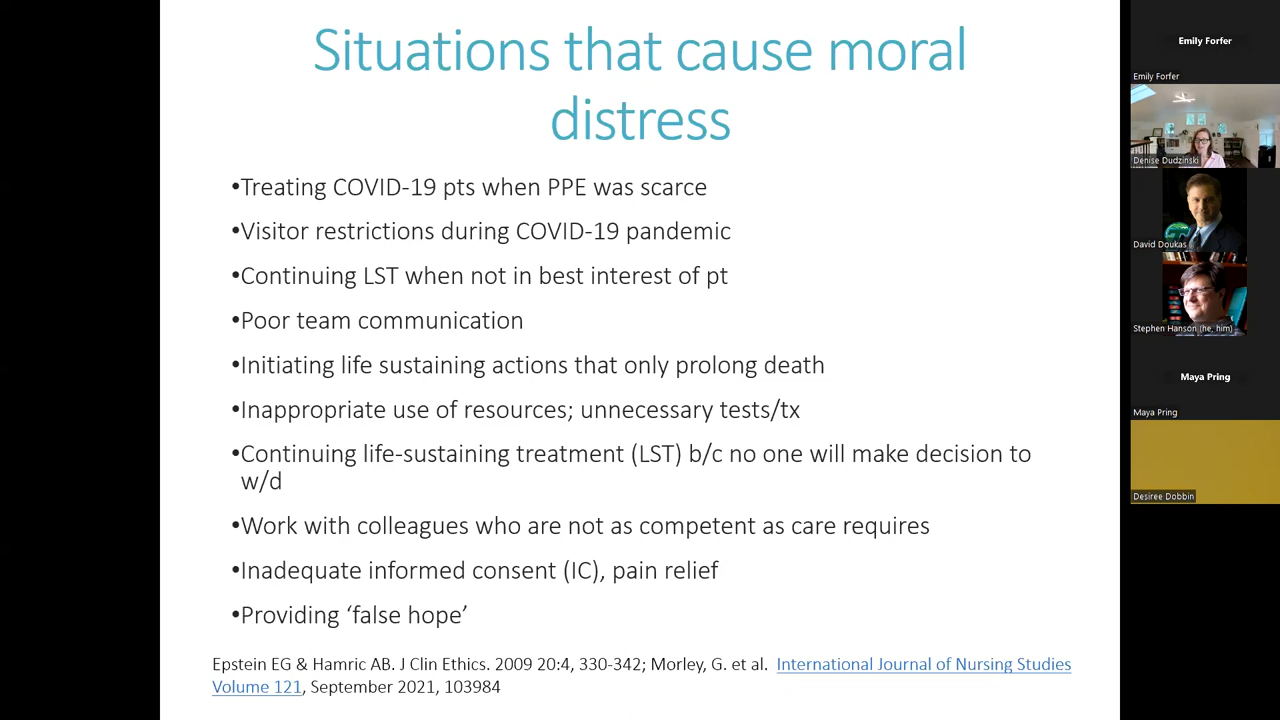 Situations that cause moral
distress
•Treating COVID-19 pts when PPE was scarce
•Visitor restrictions during COVID-19 pandemic
•Continuing LST when not in best interest of pt
•Poor team communication
•Initiating life sustaining actions that only prolong death
•Inappropriate use of resources; unnecessary tests/tx
•Continuing life-sustaining treatment (LST) b/c no one will make decision to
w/d
•Work with colleagues who are not as competent as care requires
•Inadequate informed consent (IC), pain relief
•Providing ‘false hope’
Epstein EG & Hamric AB. J Clin Ethics. 2009 20:4, 330-342; Morley, G. et al. International Journal of Nursing Studies
Volume 121, September 2021, 103984
Emily Forfer
Emily Forfer
Denise Dudzinski
David Doukas
Stephen Hanson (he, him)
Maya Pring
Maya Pring
Desiree Dobbin